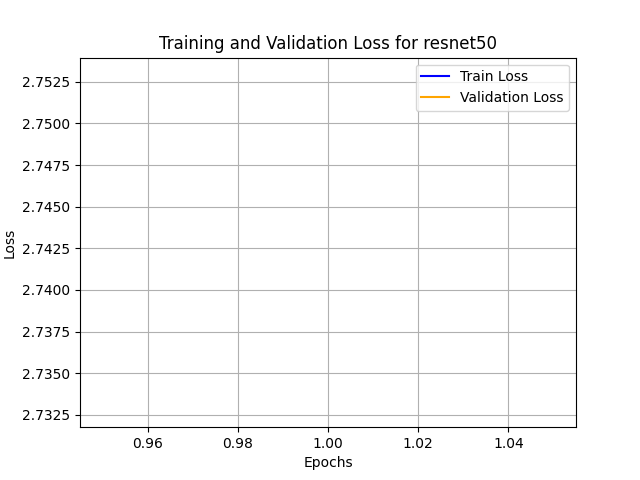 Training and Validation Loss for resnet50
Train Loss
Validation Loss
2.7525
2.7500
2.7475
2.7450
2.7425
2.7400
2.7375
2.7350
2.7325
Loss
0.96 0.98 1.00 1.02 1.04
Epochs